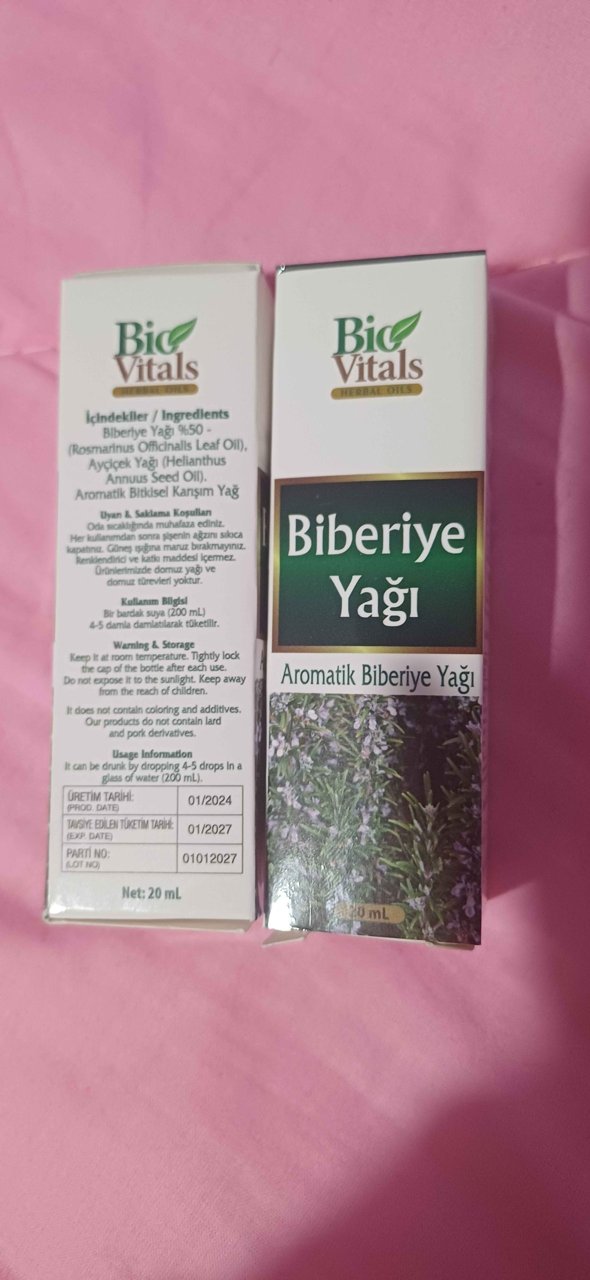 Bio
Vitals
HERBAL OILS
İçindekiler / Ingredients
Biberiye Yağı %50 -
(Rosmarinus Officinalis Leaf Oil),
Ayçiçek Yağı (Helianthus
Annuus Seed Oil).
Aromatik Bitkisel Karışım Yağ
Uyarı & Saklama Koşulları
Oda sıcaklığında muhafaza ediniz.
Her kullanımdan sonra şişenin ağzını sıkıca
kapatınız. Güneş ışığına maruz bırakmayınız.
Renklendirici ve katkı maddesi içermez.
Ürünlerimizde domuz yağı ve
domuz türevleri yoktur.
Kullanım Bilgisi
Bir bardak suya (200 mL)
4-5 damla damlatılarak tüketilir.
Warning & Storage
Keep it at room temperature. Tightly lock
the cap of the bottle after each use.
Do not expose it to the sunlight. Keep away
from the reach of children.
It does not contain coloring and additives.
Our products do not contain lard
and pork derivatives.
Usage Information
It can be drunk by dropping 4-5 drops in a
glass of water (200 mL).
ÜRETİM TARİHİ: 01/2024
(PROD. DATE)
TAVSİYE EDİLEN TÜKETİM TARİHİ: 01/2027
(EXP. DATE)
PARTİ NO: 01012027
(LOT NO)
Net: 20 mL
Bio
Vitals
HERBAL OILS
Biberiye
Yağı
Aromatik Biberiye Yağı
20 mL